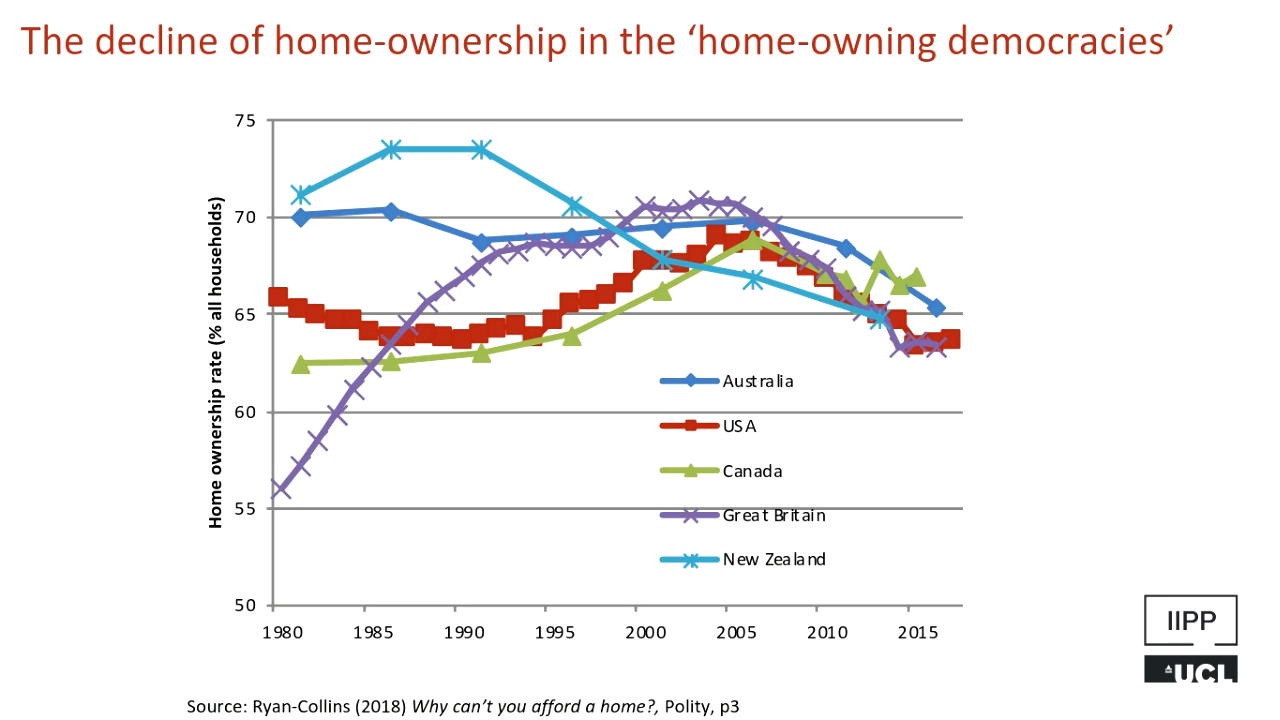 The decline of home-ownership in the ‘home-owning democracies’
Home ownership rate (% all households)
75
70
65
60
55
50
1980 1985 1990 1995 2000 2005 2010 2015
Australia
USA
Canada
Great Britain
New Zealand
IIPP
UCL
Source: Ryan-Collins (2018) Why can’t you afford a home?, Polity, p3